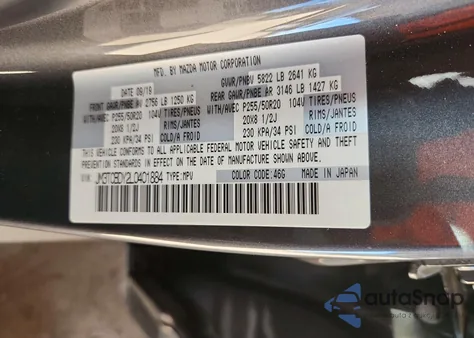 MFD. BY MAZDA MOTOR CORPORATION
DATE 09/19 GVWR/PNBV 5822 LB 2641 KG
FRONT GAWR/PNBE AV 2756 LB 1250 KG REAR GAWR/PNBE AR 3146 LB 1427 KG
WITH/AVEC P255/50R20 104V TIRES/PNEUS WITH/AVEC P255/50R20 104V TIRES/PNEUS
20X8 1/2J RIMS/JANTES 20X8 1/2J RIMS/JANTES
230 KPA/34 PSI COLD/A FROID 230 KPA/34 PSI COLD/A FROID
THIS VEHICLE CONFORMS TO ALL APPLICABLE FEDERAL MOTOR VEHICLE SAFETY, BUMPER, AND THEFT
PREVENTION STANDARDS IN EFFECT ON THE DATE OF MANUFACTURE SHOWN ABOVE.
JM3TCBDY2L0401884 TYPE:MPV COLOR CODE:46G MADE IN JAPAN
autoSnap